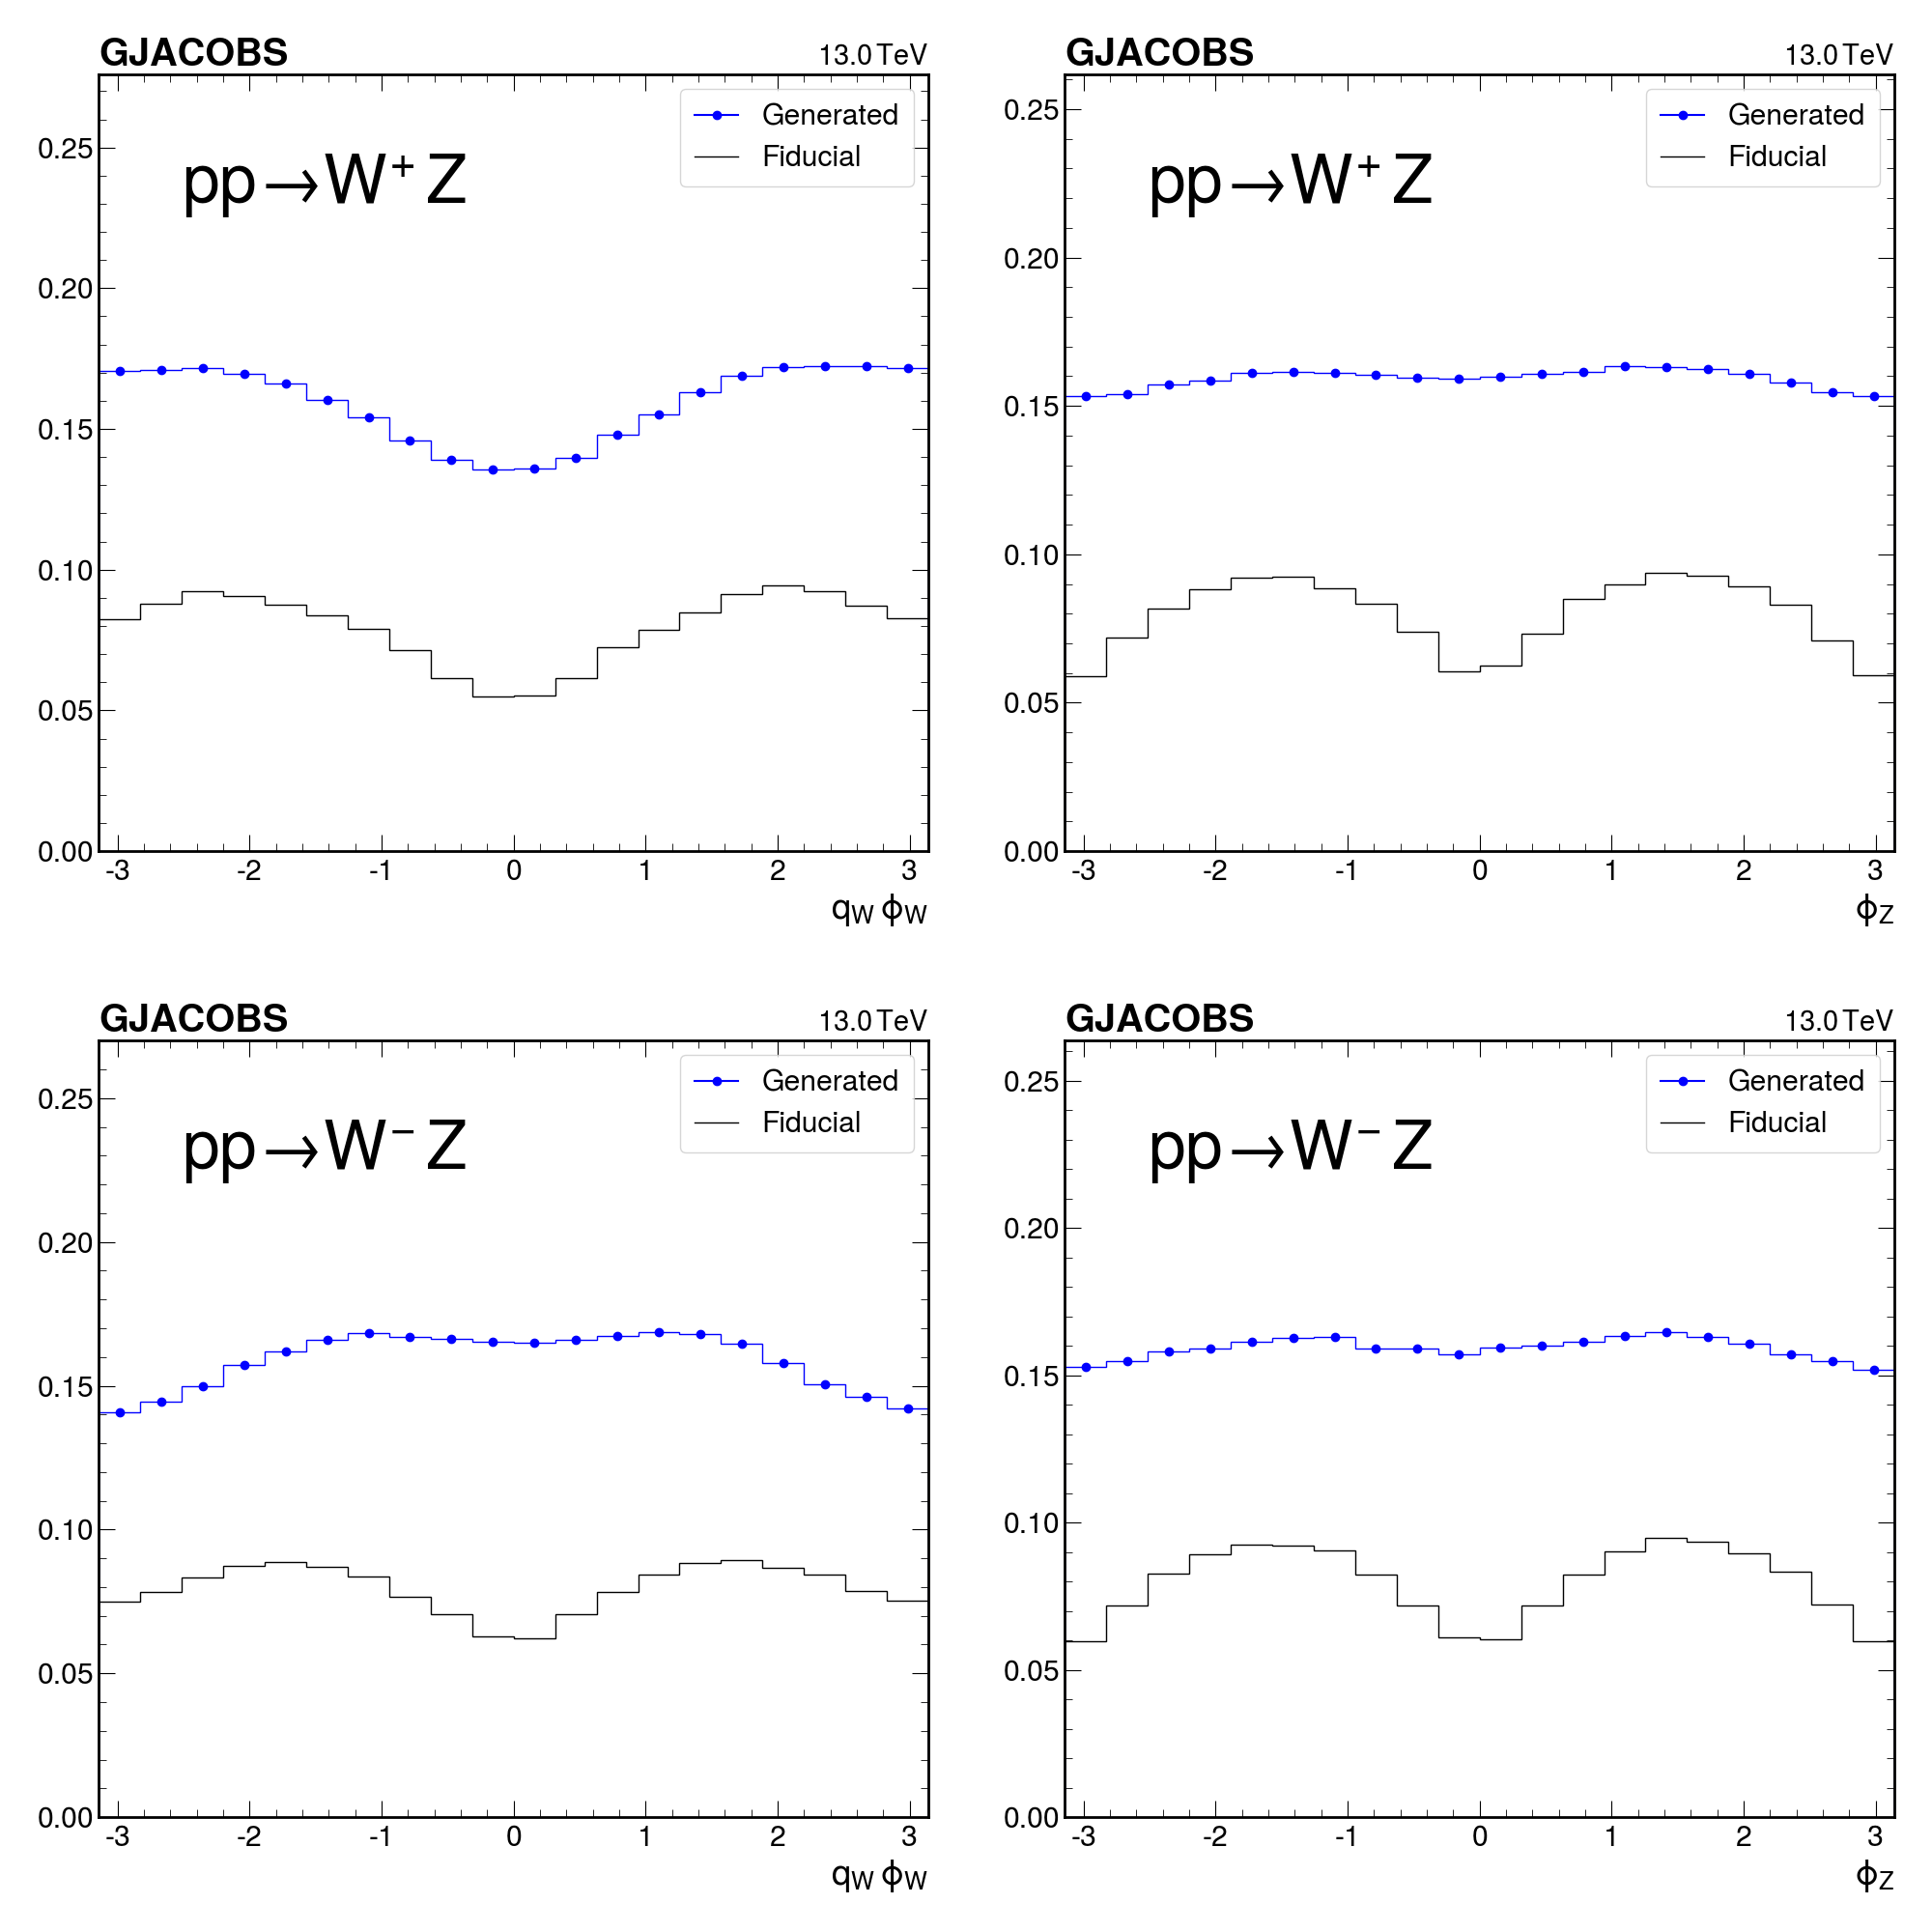 GJACOBS 13.0 TeV
Generated
Fiducial
pp→W⁺ Z
0.25
0.20
0.15
0.10
0.05
0.00
-3 -2 -1 0 1 2 3
q_W ϕ_W
GJACOBS 13.0 TeV
Generated
Fiducial
pp→W⁺ Z
0.25
0.20
0.15
0.10
0.05
0.00
-3 -2 -1 0 1 2 3
ϕ_Z
GJACOBS 13.0 TeV
Generated
Fiducial
pp→W⁻ Z
0.25
0.20
0.15
0.10
0.05
0.00
-3 -2 -1 0 1 2 3
q_W ϕ_W
GJACOBS 13.0 TeV
Generated
Fiducial
pp→W⁻ Z
0.25
0.20
0.15
0.10
0.05
0.00
-3 -2 -1 0 1 2 3
ϕ_Z